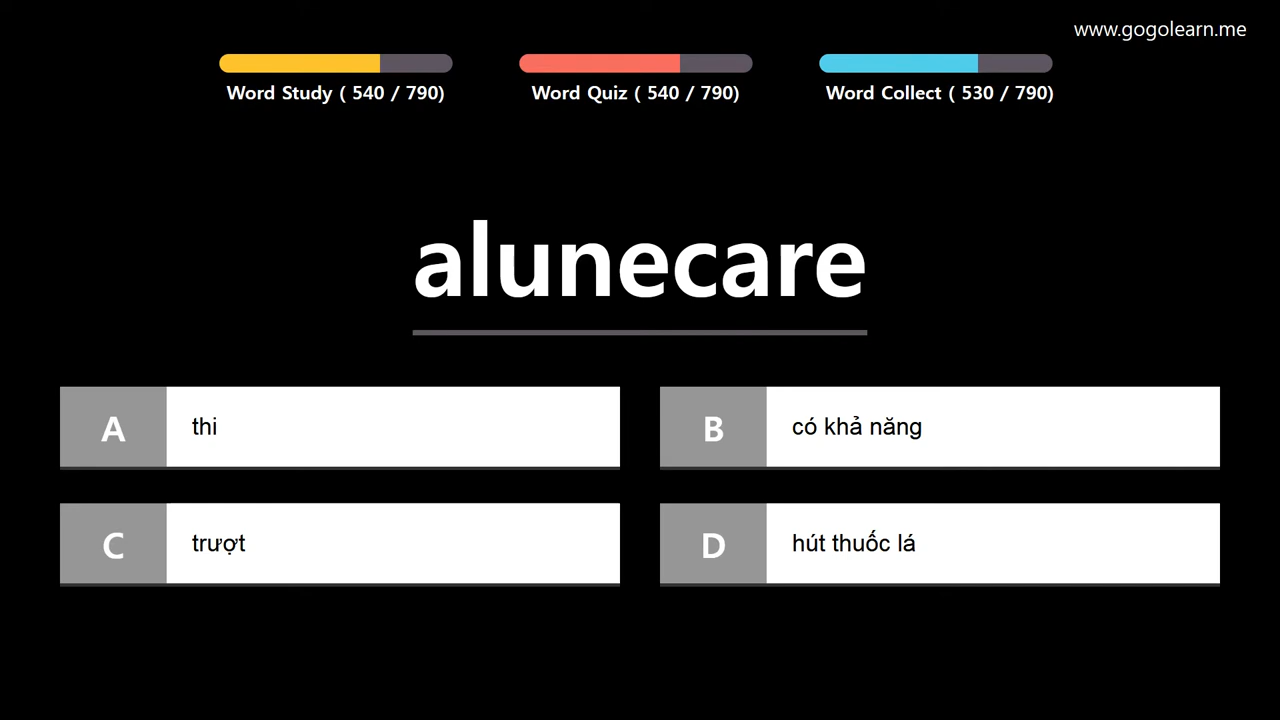 www.gogolearn.me
Word Study ( 540 / 790)
Word Quiz ( 540 / 790)
Word Collect ( 530 / 790)
alunecare
A
thi
B
có khả năng
C
trượt
D
hút thuốc lá